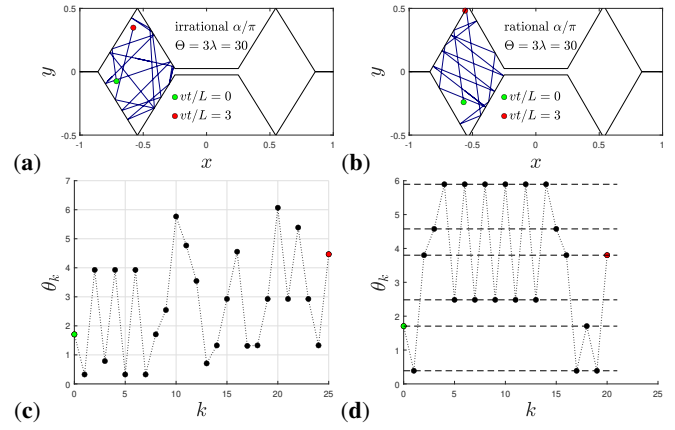 0.5
irrational α/π
Θ = 3λ = 30
y
0
vt/L = 0
vt/L = 3
-0.5
-1 -0.5 0 0.5 1
(a)
x
0.5
rational α/π
Θ = 3λ = 30
y
0
vt/L = 0
vt/L = 3
-0.5
-1 -0.5 0 0.5 1
(b)
x
7
6
5
4
3
2
1
0
θk
0 5 10 15 20 25
(c)
k
6
5
4
3
2
1
0
θk
0 5 10 15 20 25
(d)
k